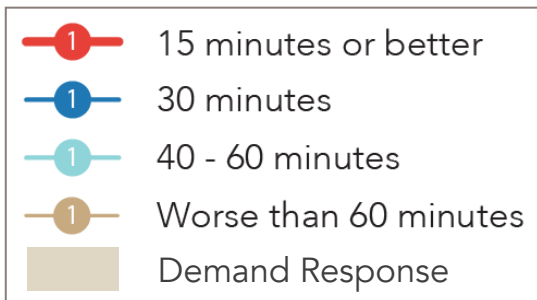 1 15 minutes or better
1 30 minutes
1 40 - 60 minutes
1 Worse than 60 minutes
Demand Response